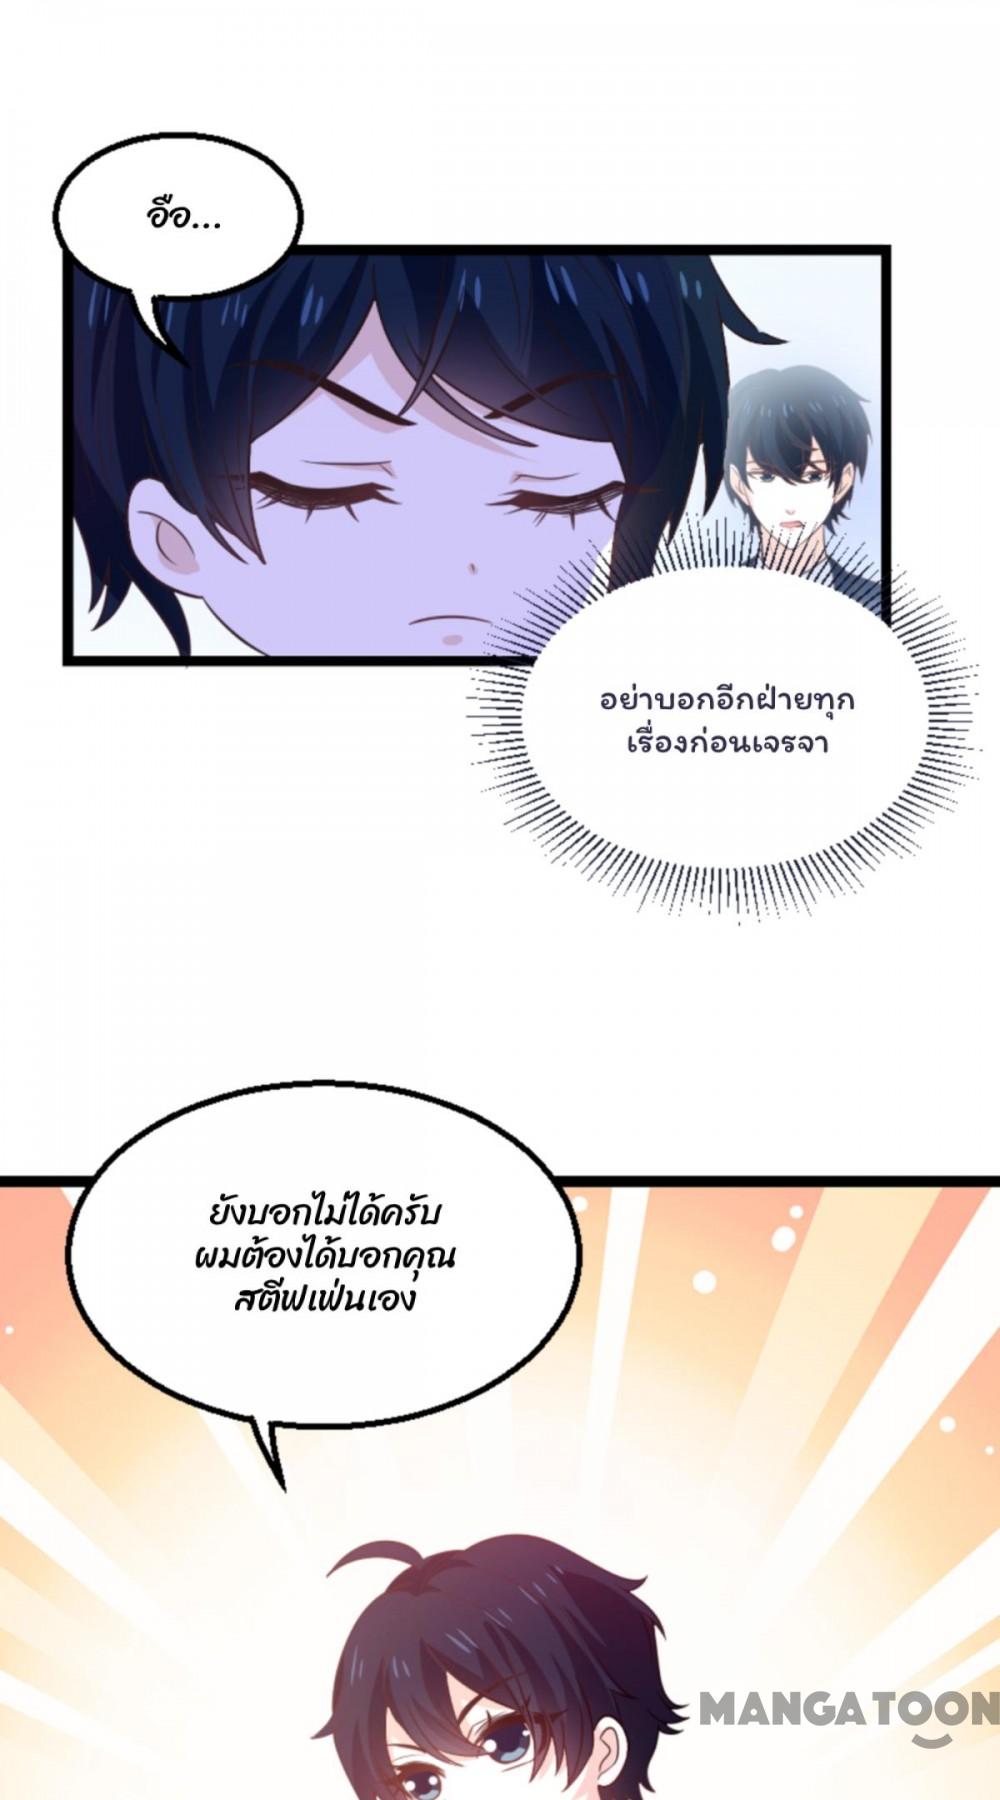 อือ...
อย่าบอกอีกฝ่ายทุก
เรื่องก่อนเจรจา
ยังบอกไม่ได้ครับ
ผมต้องได้บอกคุณ
สตีฟเฟ่นเอง
MANGATOON